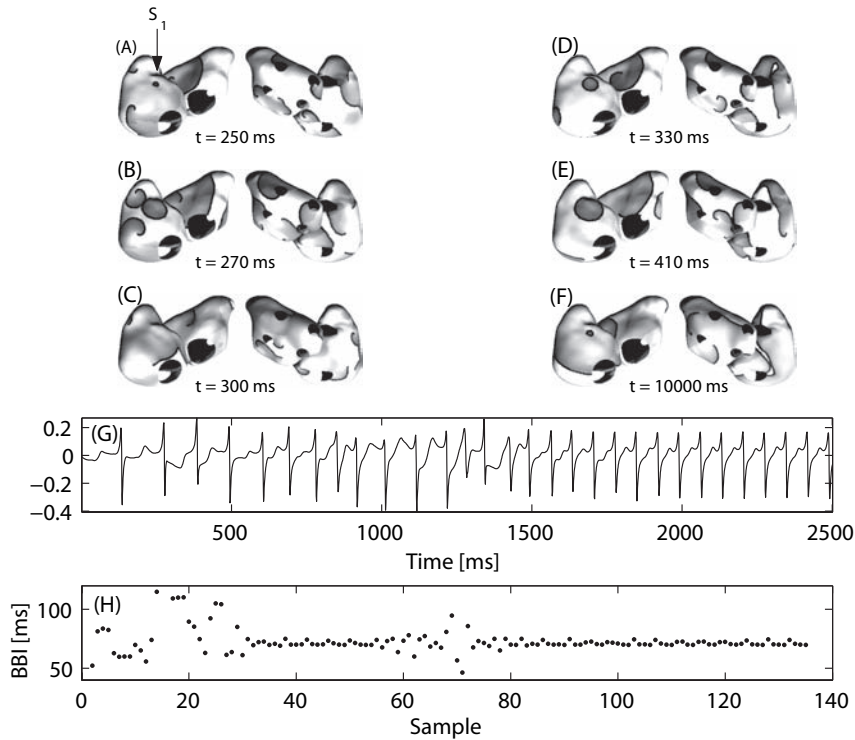 S1
(A)
t = 250 ms
(B)
t = 270 ms
(C)
t = 300 ms
(D)
t = 330 ms
(E)
t = 410 ms
(F)
t = 10000 ms
(G)
0.2
0
−0.2
−0.4
500 1000 1500 2000 2500
Time [ms]
(H)
BBI [ms]
100
50
0 20 40 60 80 100 120 140
Sample